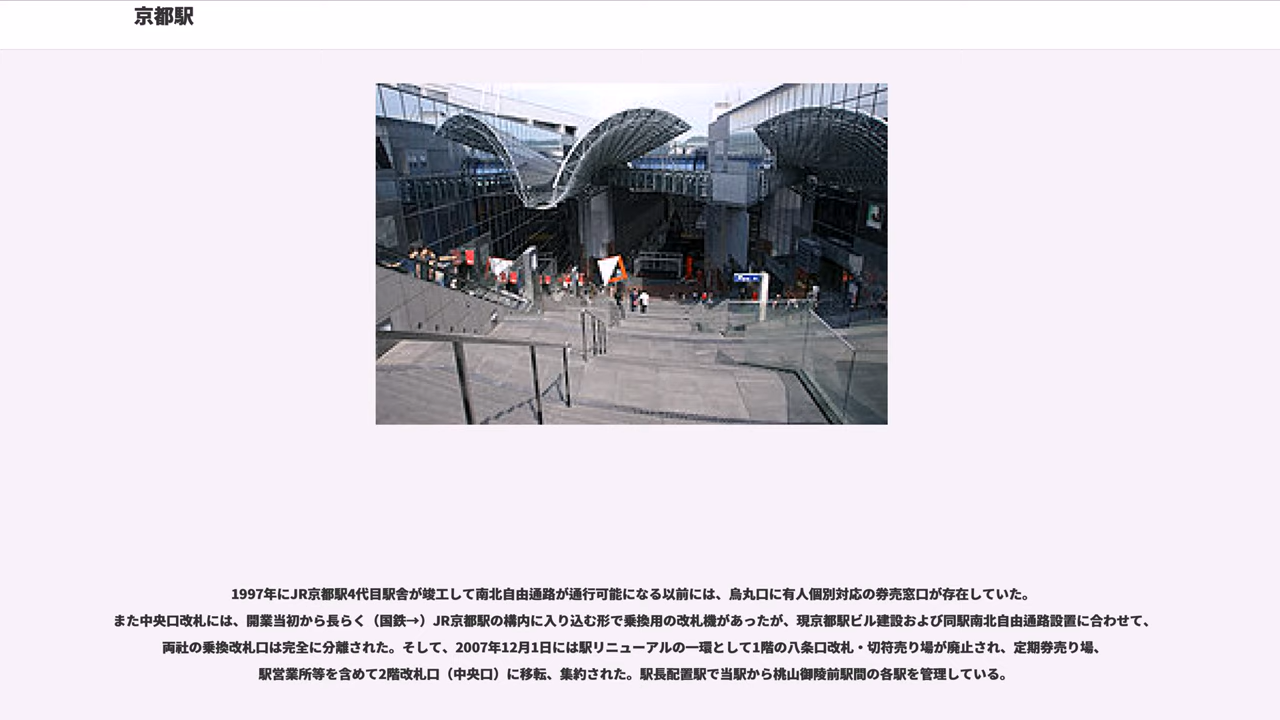 京都駅
1997年にJR京都駅4代目駅舎が竣工して南北自由通路が通行可能になる以前には、烏丸口に有人個別対応の券売窓口が存在していた。
また中央口改札には、開業当初から長らく（国鉄→）JR京都駅の構内に入り込む形で乗換用の改札機があったが、現京都駅ビル建設および同駅南北自由通路設置に合わせて、
両社の乗換改札口は完全に分離された。そして、2007年12月1日には駅リニューアルの一環として1階の八条口改札・切符売り場が廃止され、定期券売り場、
駅営業所等を含めて2階改札口（中央口）に移転、集約された。駅長配置駅で当駅から桃山御陵前駅間の各駅を管理している。